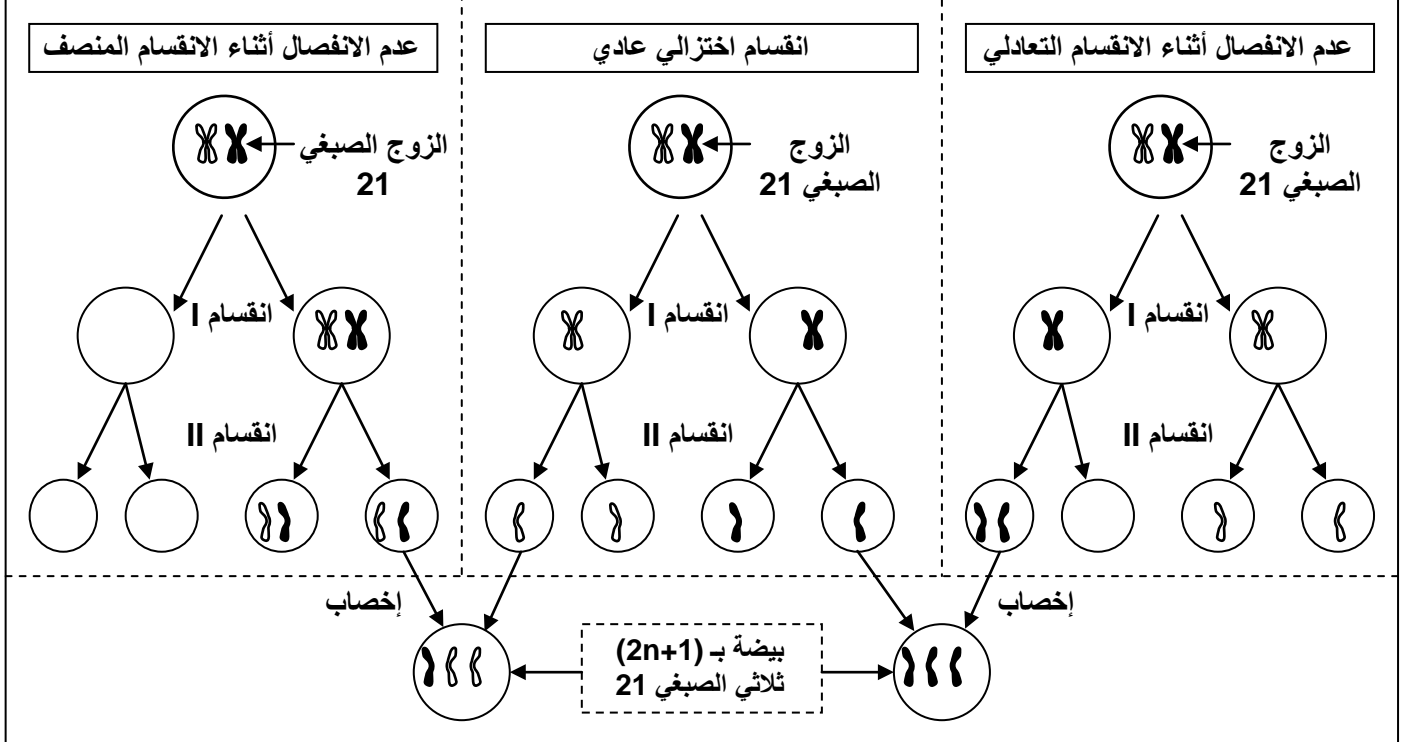 عدم الانفصال أثناء الانقسام التعادلي
انقسام اختزالي عادي
عدم الانفصال أثناء الانقسام المنصف
الزوج
الصبغي 21
الزوج
الصبغي 21
الزوج الصبغي
21
انقسام I
انقسام I
انقسام I
انقسام II
انقسام II
انقسام II
إخصاب
إخصاب
بيضة بـ (2n+1)
ثلاثي الصبغي 21